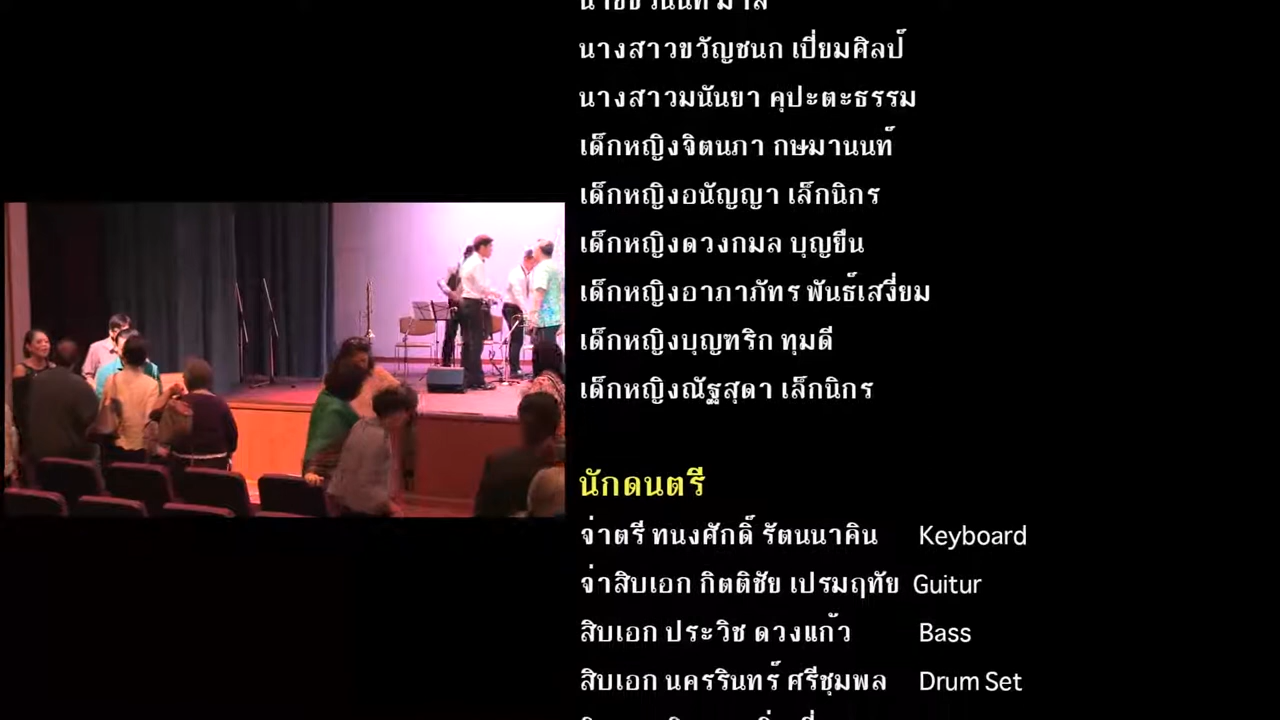 นางสาวขวัญชนก เปี่ยมศิลป์
นางสาวมนันยา คุปะตะธรรม
เด็กหญิงจิตนภา กษมานนท์
เด็กหญิงอนัญญา เล็กนิกร
เด็กหญิงดวงกมล บุญยืน
เด็กหญิงอาภาภัทร พันธ์เสงี่ยม
เด็กหญิงบุญฑริก ทุมดี
เด็กหญิงณัฐสุดา เล็กนิกร
นักดนตรี
จ่าตรี ทนงศักดิ์ รัตนนาคิน Keyboard
จ่าสิบเอก กิตติชัย เปรมฤทัย Guitur
สิบเอก ประวิช ดวงแก้ว Bass
สิบเอก นครรินทร์ ศรีชุมพล Drum Set